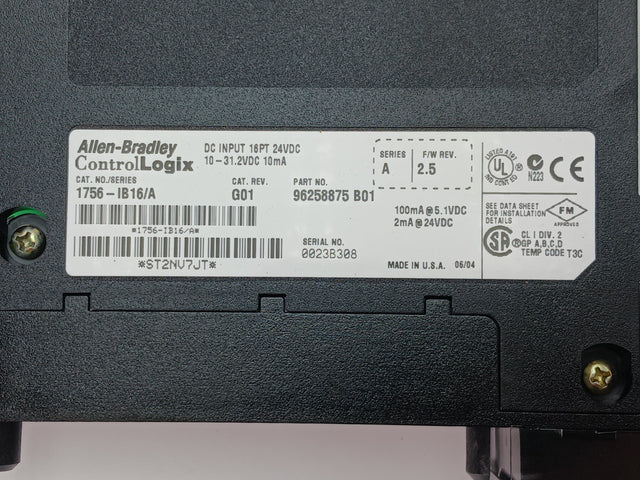 Allen-Bradley
ControlLogix
DC INPUT 16PT 24VDC
10-31.2VDC 10mA
SERIES
A
F/W REV.
2.5
CAT. NO./SERIES
1756-IB16/A
CAT. REV.
G01
PART NO.
96258875 B01
*1756-IB16/A*
*ST2NV7JT*
SERIAL NO.
0023B308
100mA@5.1VDC
2mA@24VDC
MADE IN U.S.A. 06/04
UL
N223
CE
SEE DATA SHEET
FOR INSTALLATION
DETAILS
FM
APPROVED
CL I DIV. 2
GP A,B,C,D
TEMP CODE T3C